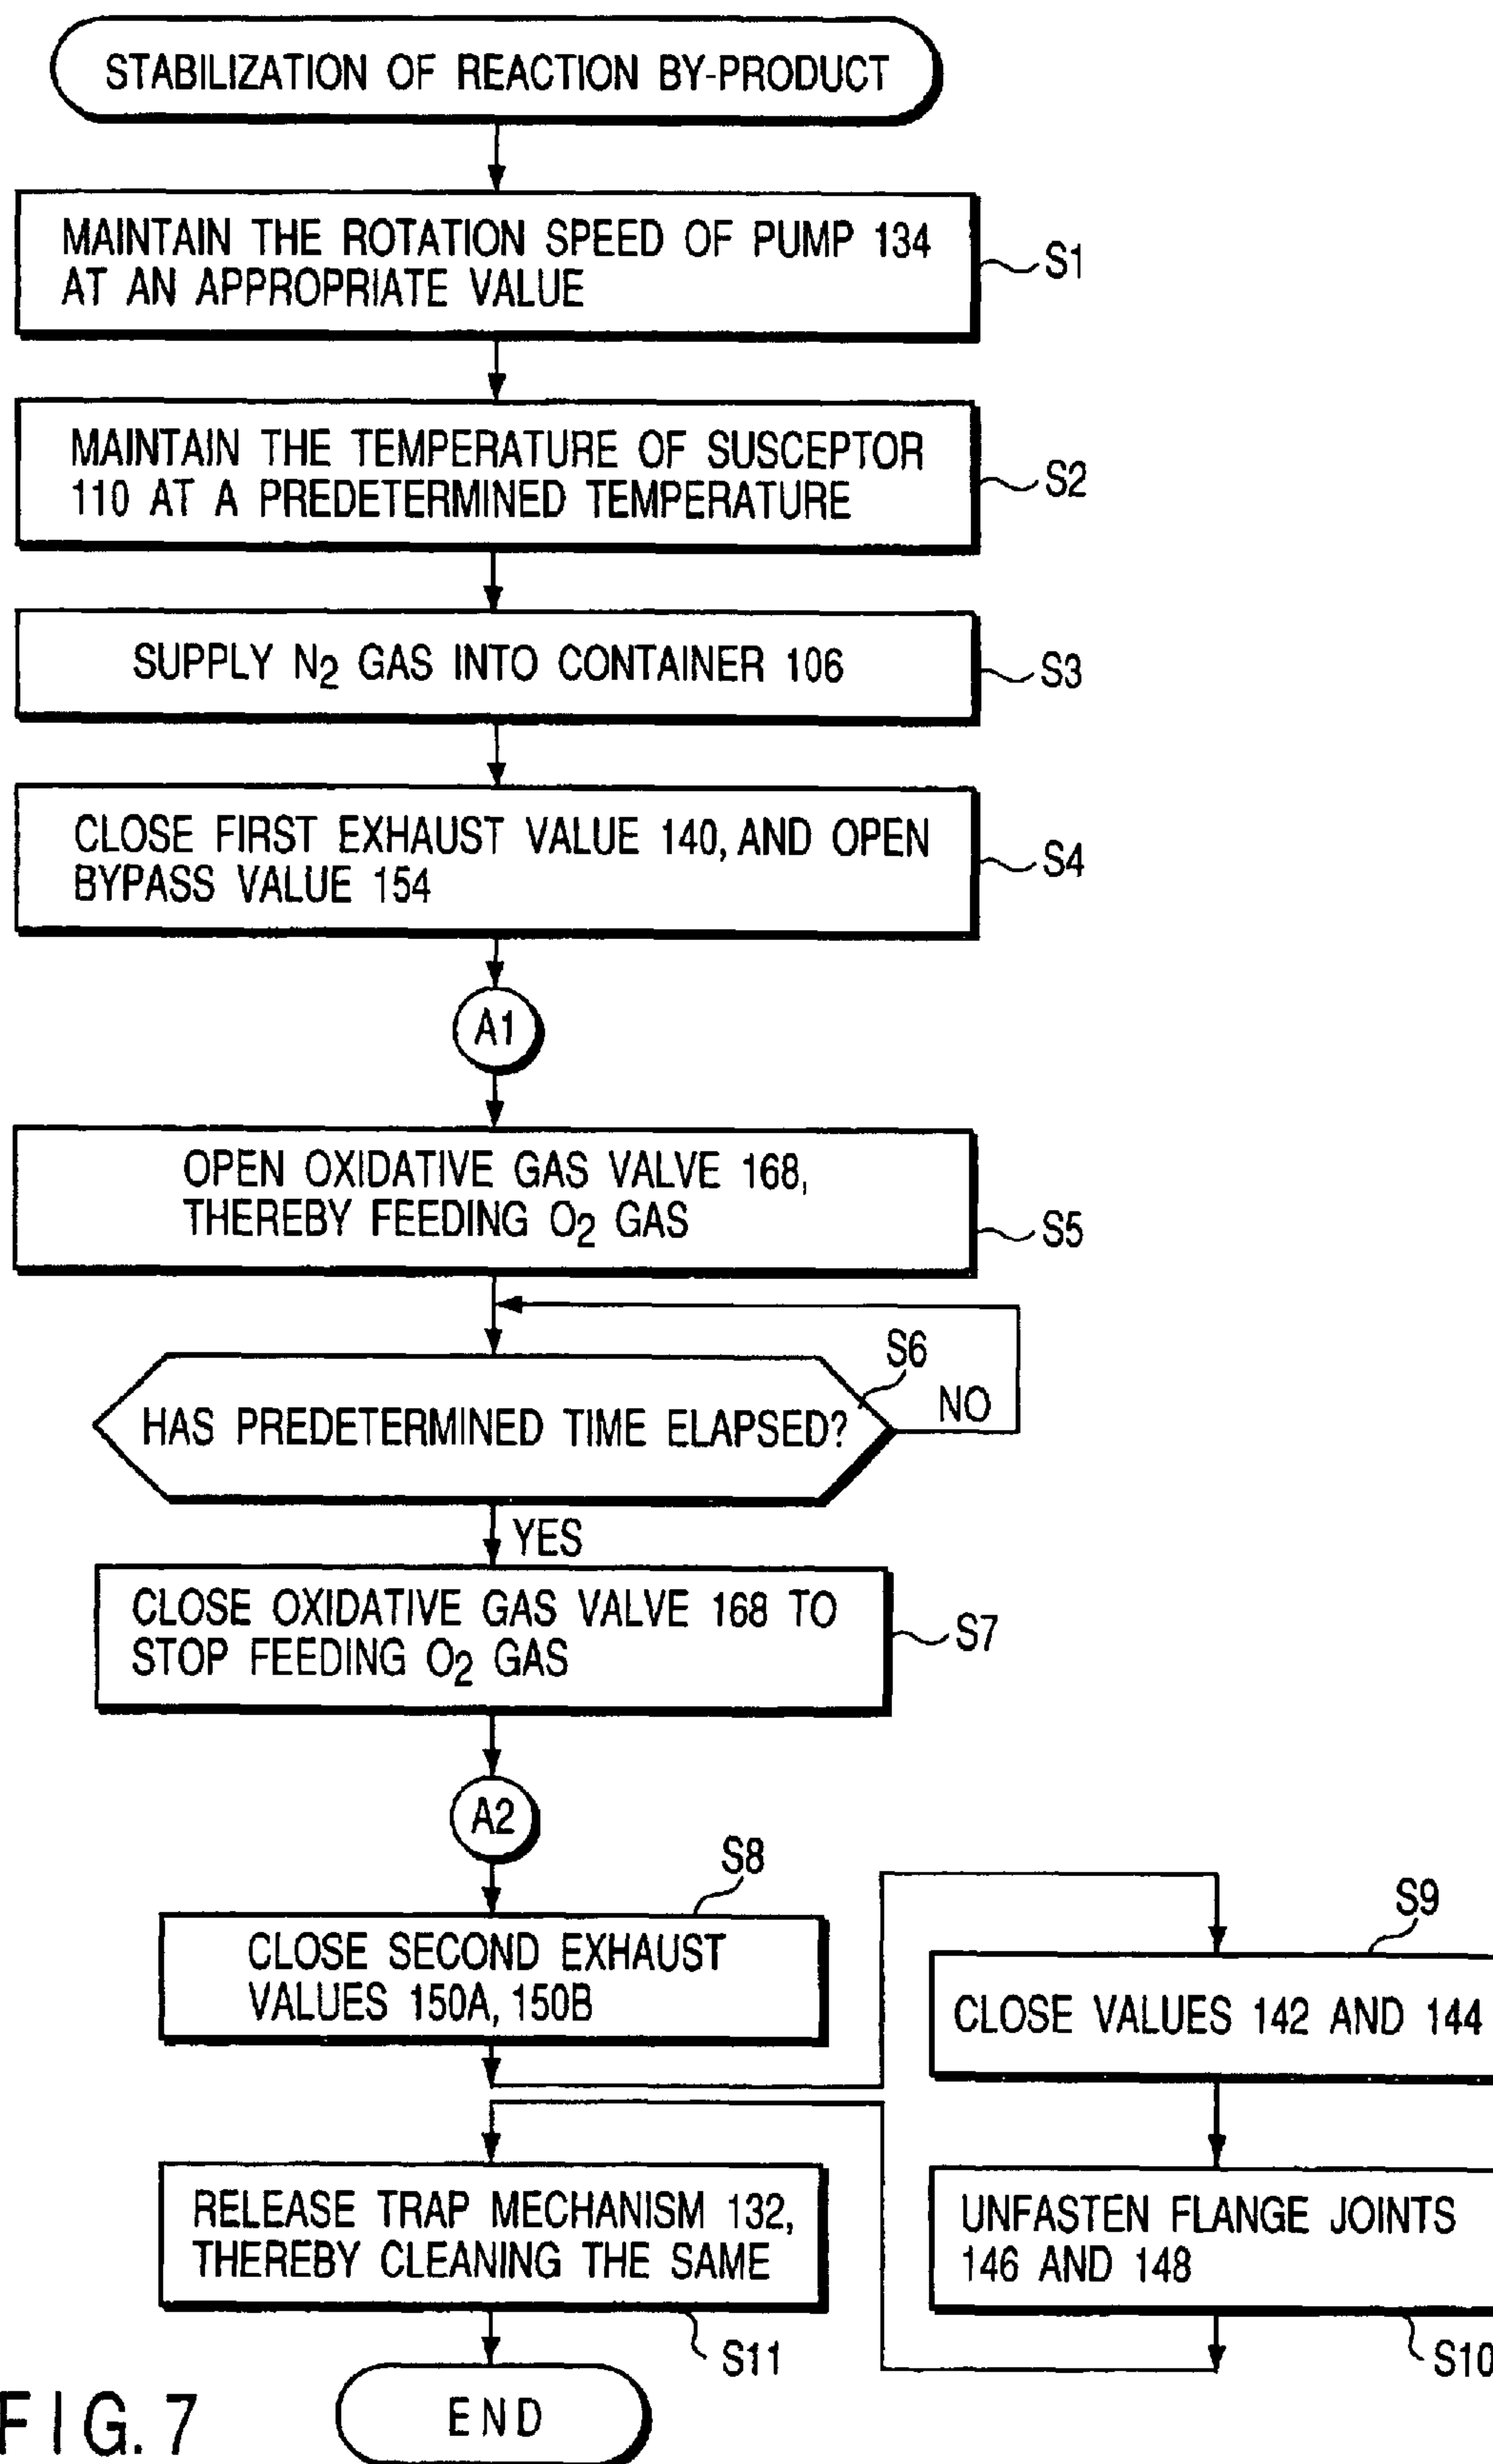 STABILIZATION OF REACTION BY-PRODUCT
MAINTAIN THE ROTATION SPEED OF PUMP 134
AT AN APPROPRIATE VALUE
S1
MAINTAIN THE TEMPERATURE OF SUSCEPTOR
110 AT A PREDETERMINED TEMPERATURE
S2
SUPPLY N2 GAS INTO CONTAINER 106
S3
CLOSE FIRST EXHAUST VALUE 140, AND OPEN
BYPASS VALUE 154
S4
A1
OPEN OXIDATIVE GAS VALVE 168,
THEREBY FEEDING O2 GAS
S5
S6
HAS PREDETERMINED TIME ELAPSED?
NO
YES
CLOSE OXIDATIVE GAS VALVE 168 TO
STOP FEEDING O2 GAS
S7
A2
S8
CLOSE SECOND EXHAUST
VALUES 150A, 150B
S9
CLOSE VALUES 142 AND 144
UNFASTEN FLANGE JOINTS
146 AND 148
S10
RELEASE TRAP MECHANISM 132,
THEREBY CLEANING THE SAME
S11
END
FIG. 7